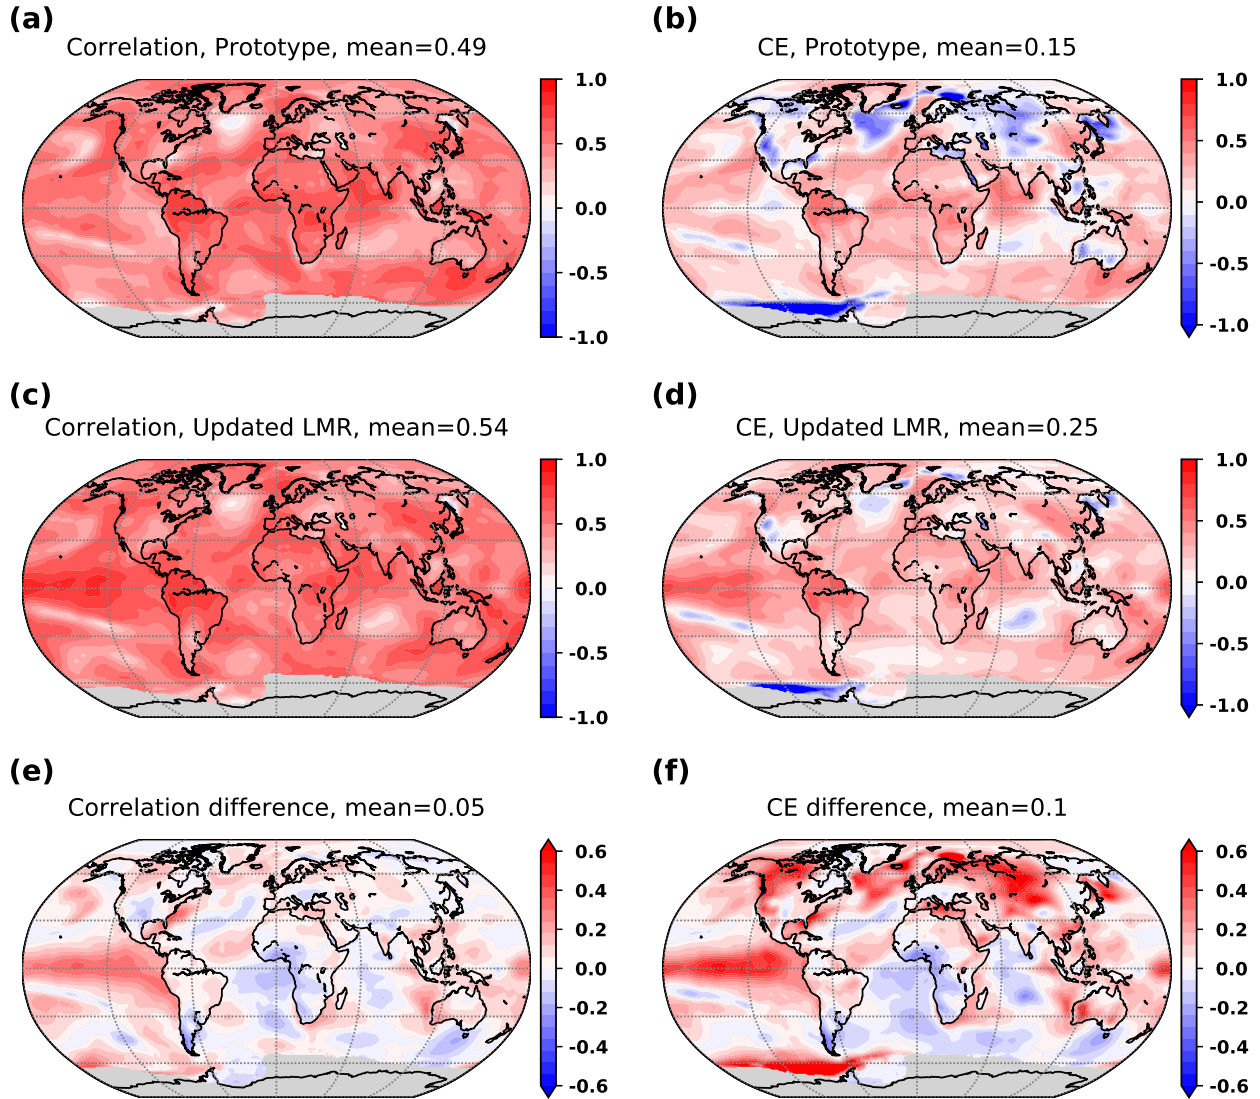 (a)
Correlation, Prototype, mean=0.49
1.0
0.5
0.0
-0.5
-1.0
(b)
CE, Prototype, mean=0.15
1.0
0.5
0.0
-0.5
-1.0
(c)
Correlation, Updated LMR, mean=0.54
1.0
0.5
0.0
-0.5
-1.0
(d)
CE, Updated LMR, mean=0.25
1.0
0.5
0.0
-0.5
-1.0
(e)
Correlation difference, mean=0.05
0.6
0.4
0.2
0.0
-0.2
-0.4
-0.6
(f)
CE difference, mean=0.1
0.6
0.4
0.2
0.0
-0.2
-0.4
-0.6